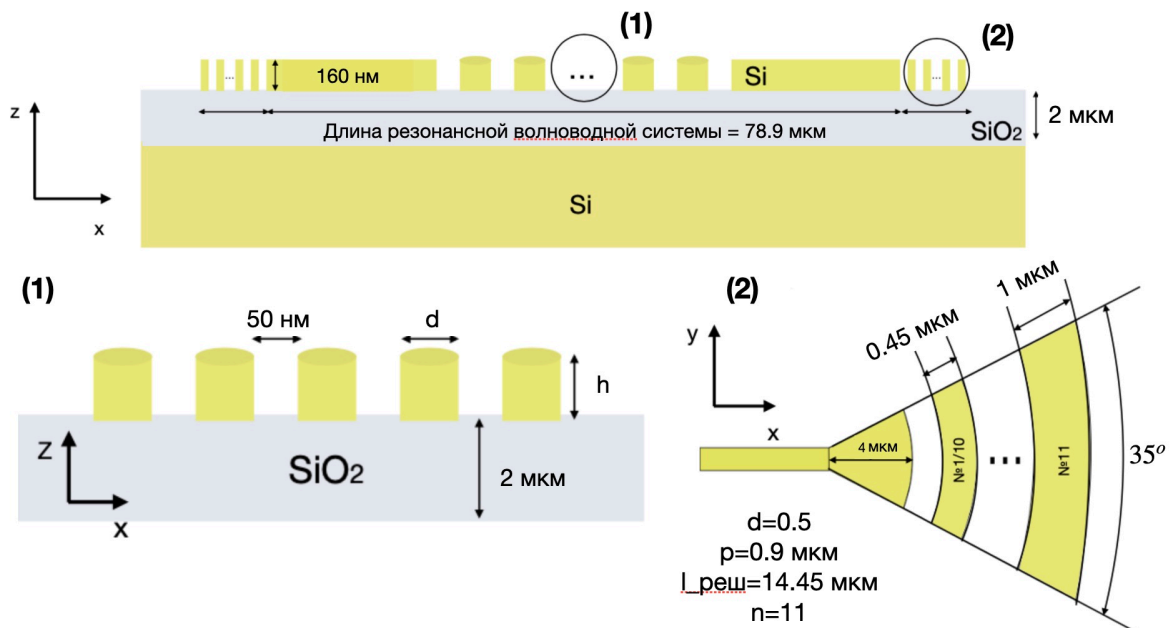 (1)
(2)
...
160 нм
...
Si
...
z
2 мкм
Длина резонансной волноводной системы = 78.9 мкм
SiO2
x
Si
(1)
(2)
50 нм
d
1 мкм
0.45 мкм
y
h
x
4 мкм
№1/10
...
№11
35º
z
SiO2
2 мкм
x
d=0.5
p=0.9 мкм
l_реш=14.45 мкм
n=11